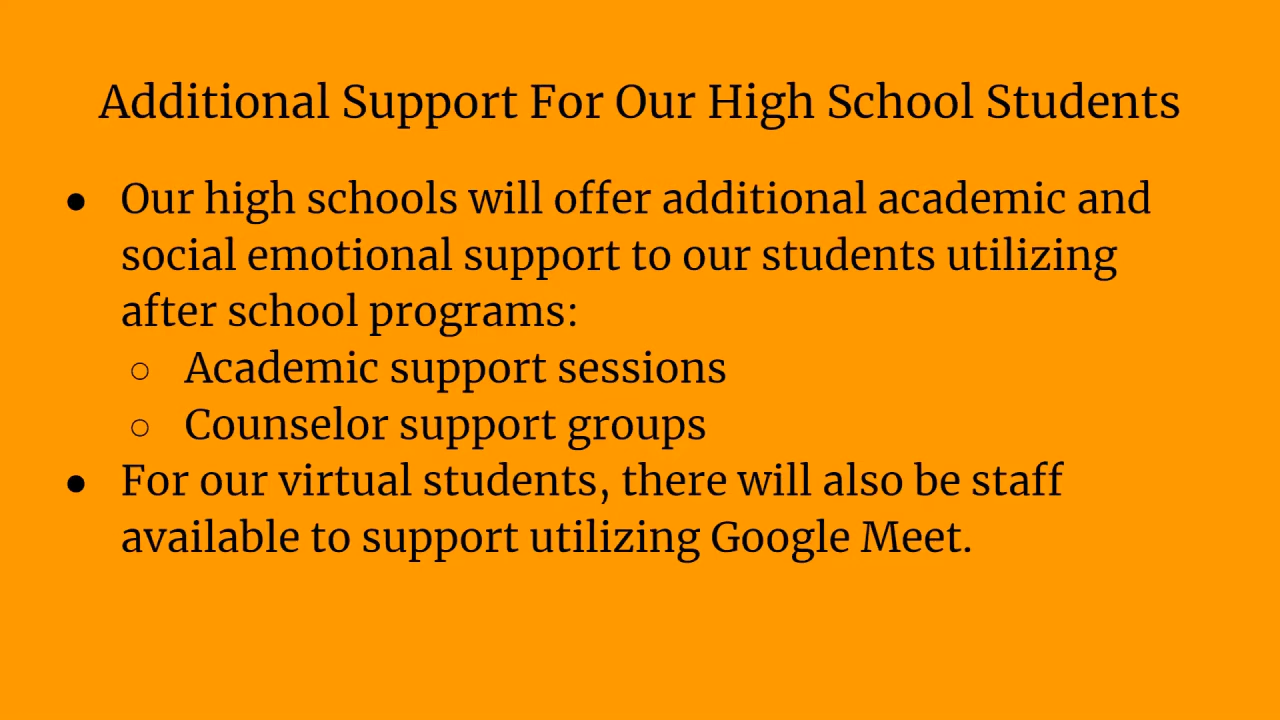 Additional Support For Our High School Students
● Our high schools will offer additional academic and
social emotional support to our students utilizing
after school programs:
○ Academic support sessions
○ Counselor support groups
● For our virtual students, there will also be staff
available to support utilizing Google Meet.